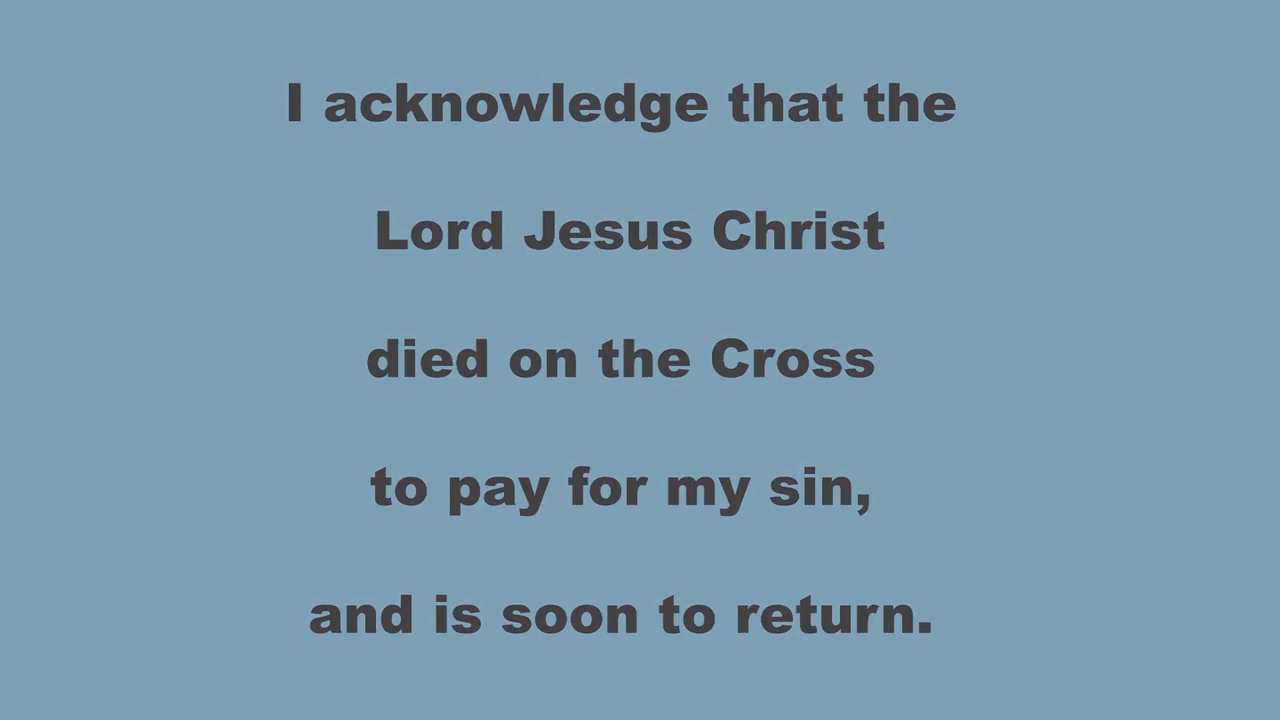 I acknowledge that the
Lord Jesus Christ
died on the Cross
to pay for my sin,
and is soon to return.